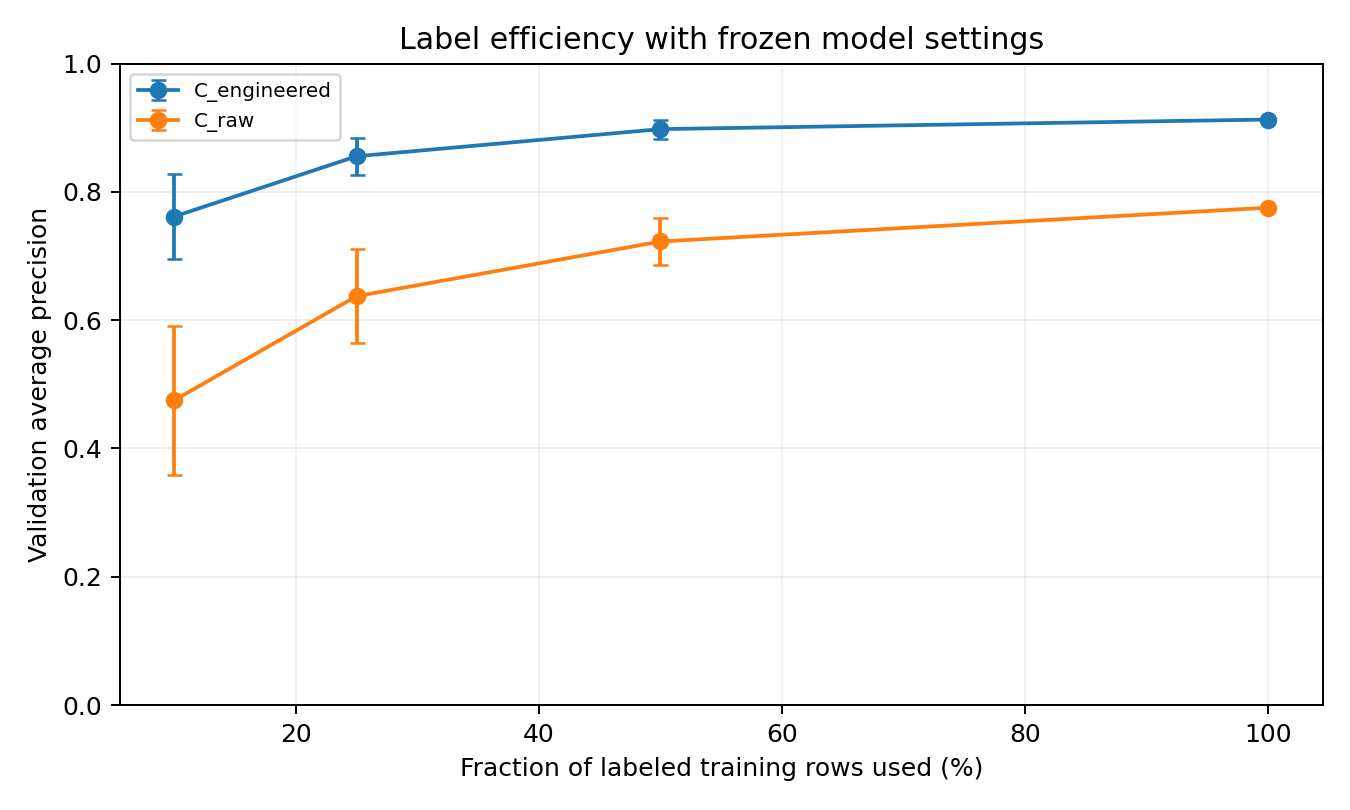 Label efficiency with frozen model settings
C_engineered
C_raw
Validation average precision
1.0
0.8
0.6
0.4
0.2
0.0
20 40 60 80 100
Fraction of labeled training rows used (%)